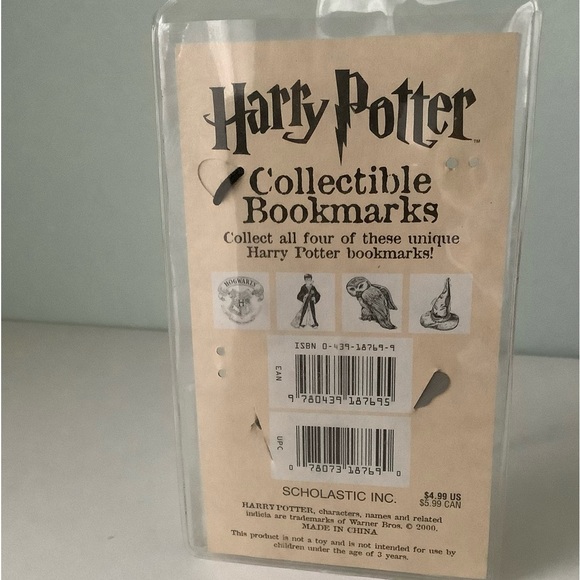 Harry Potter™
Collectible
Bookmarks
Collect all four of these unique
Harry Potter bookmarks!
HOGWARTS
ISBN 0-439-18769-9
EAN
9 780439 187695
UPC
0 78073 18769 0
SCHOLASTIC INC.
$4.99 US
$5.99 CAN
HARRY POTTER, characters, names and related
indicia are trademarks of Warner Bros. © 2000.
MADE IN CHINA
This product is not a toy and is not intended for use by
children under the age of 3 years.